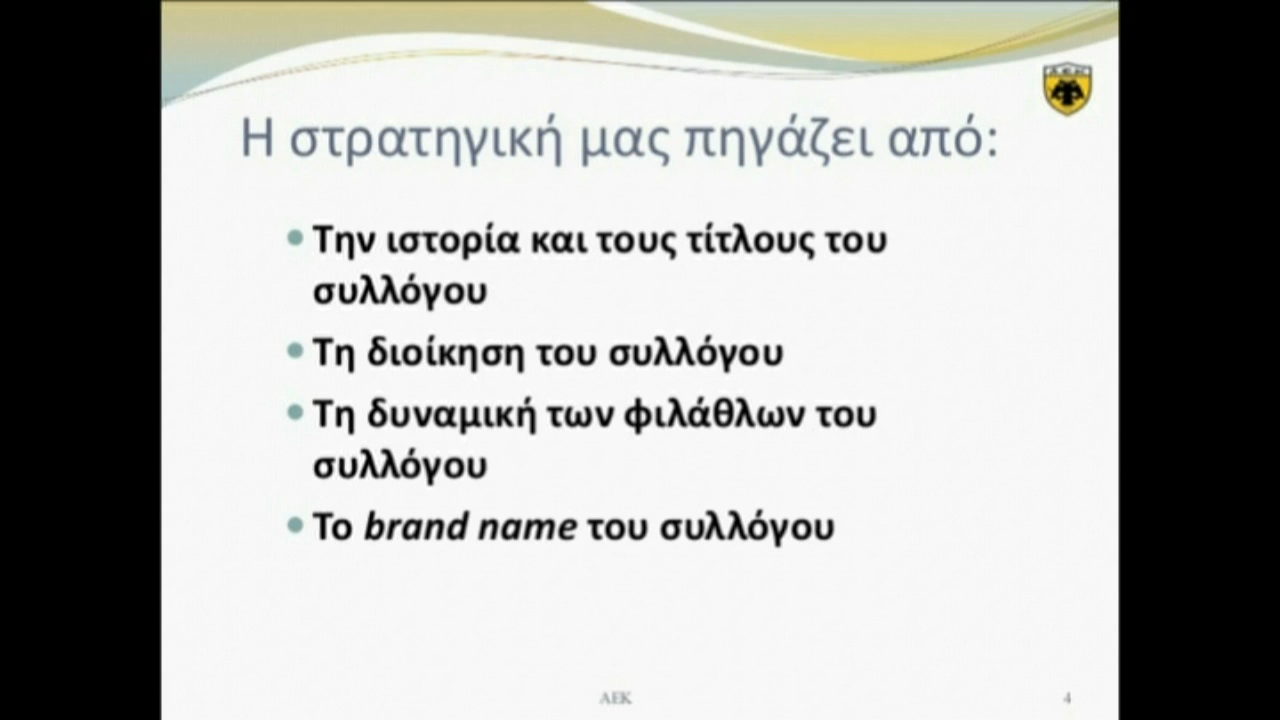 Η στρατηγική μας πηγάζει από:
• Την ιστορία και τους τίτλους του
συλλόγου
• Τη διοίκηση του συλλόγου
• Τη δυναμική των φιλάθλων του
συλλόγου
• Το brand name του συλλόγου
ΑΕΚ
4